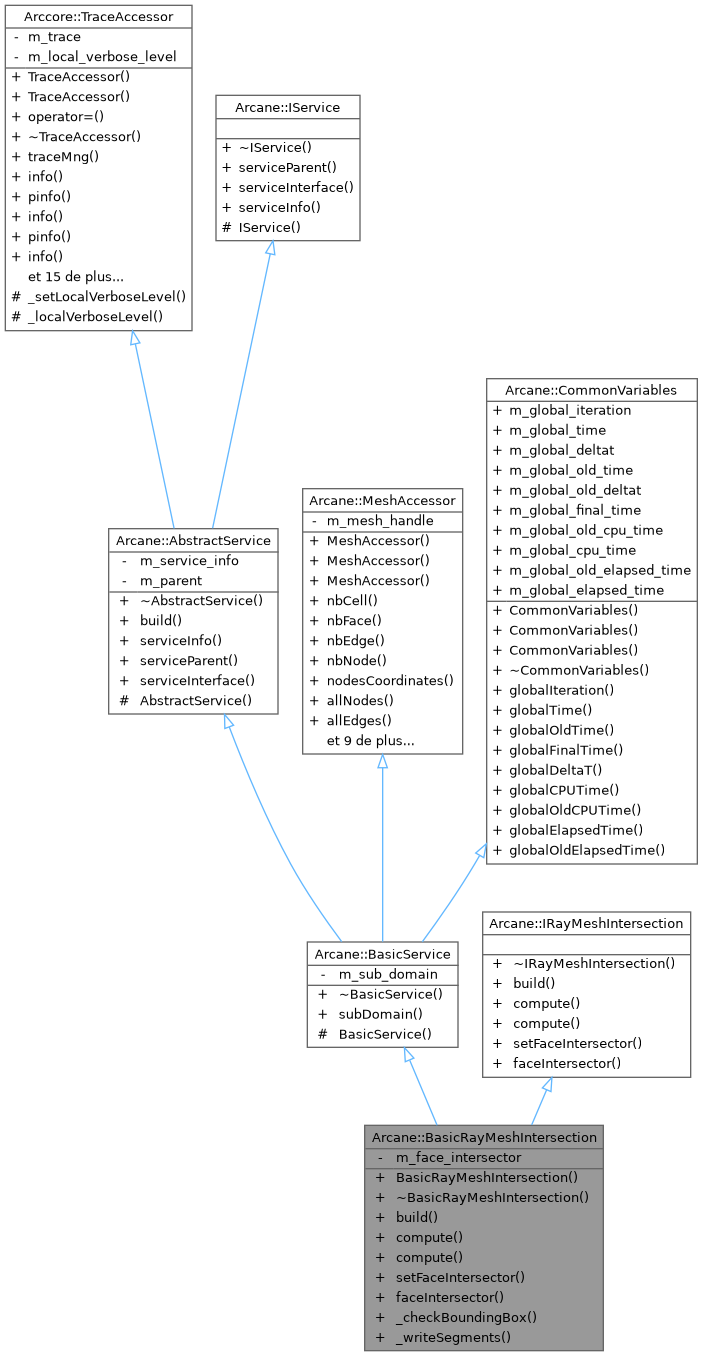 Arccore::TraceAccessor
- m_trace
- m_local_verbose_level
+ TraceAccessor()
+ TraceAccessor()
+ operator=()
+ ~TraceAccessor()
+ traceMng()
+ info()
+ pinfo()
+ info()
+ pinfo()
+ info()
et 15 de plus...
# _setLocalVerboseLevel()
# _localVerboseLevel()
Arcane::IService
+ ~IService()
+ serviceParent()
+ serviceInterface()
+ serviceInfo()
# IService()
Arcane::CommonVariables
+ m_global_iteration
+ m_global_time
+ m_global_deltat
+ m_global_old_time
+ m_global_old_deltat
+ m_global_final_time
+ m_global_old_cpu_time
+ m_global_cpu_time
+ m_global_old_elapsed_time
+ m_global_elapsed_time
+ CommonVariables()
+ CommonVariables()
+ CommonVariables()
+ ~CommonVariables()
+ globalIteration()
+ globalTime()
+ globalOldTime()
+ globalFinalTime()
+ globalDeltaT()
+ globalCPUTime()
+ globalOldCPUTime()
+ globalElapsedTime()
+ globalOldElapsedTime()
Arcane::MeshAccessor
- m_mesh_handle
+ MeshAccessor()
+ MeshAccessor()
+ MeshAccessor()
+ nbCell()
+ nbFace()
+ nbEdge()
+ nbNode()
+ nodesCoordinates()
+ allNodes()
+ allEdges()
et 9 de plus...
Arcane::AbstractService
- m_service_info
- m_parent
+ ~AbstractService()
+ build()
+ serviceInfo()
+ serviceParent()
+ serviceInterface()
# AbstractService()
Arcane::BasicService
- m_sub_domain
+ ~BasicService()
+ subDomain()
# BasicService()
Arcane::IRayMeshIntersection
+ ~IRayMeshIntersection()
+ build()
+ compute()
+ compute()
+ setFaceIntersector()
+ faceIntersector()
Arcane::BasicRayMeshIntersection
- m_face_intersector
+ BasicRayMeshIntersection()
+ ~BasicRayMeshIntersection()
+ build()
+ compute()
+ compute()
+ setFaceIntersector()
+ faceIntersector()
+ _checkBoundingBox()
+ _writeSegments()